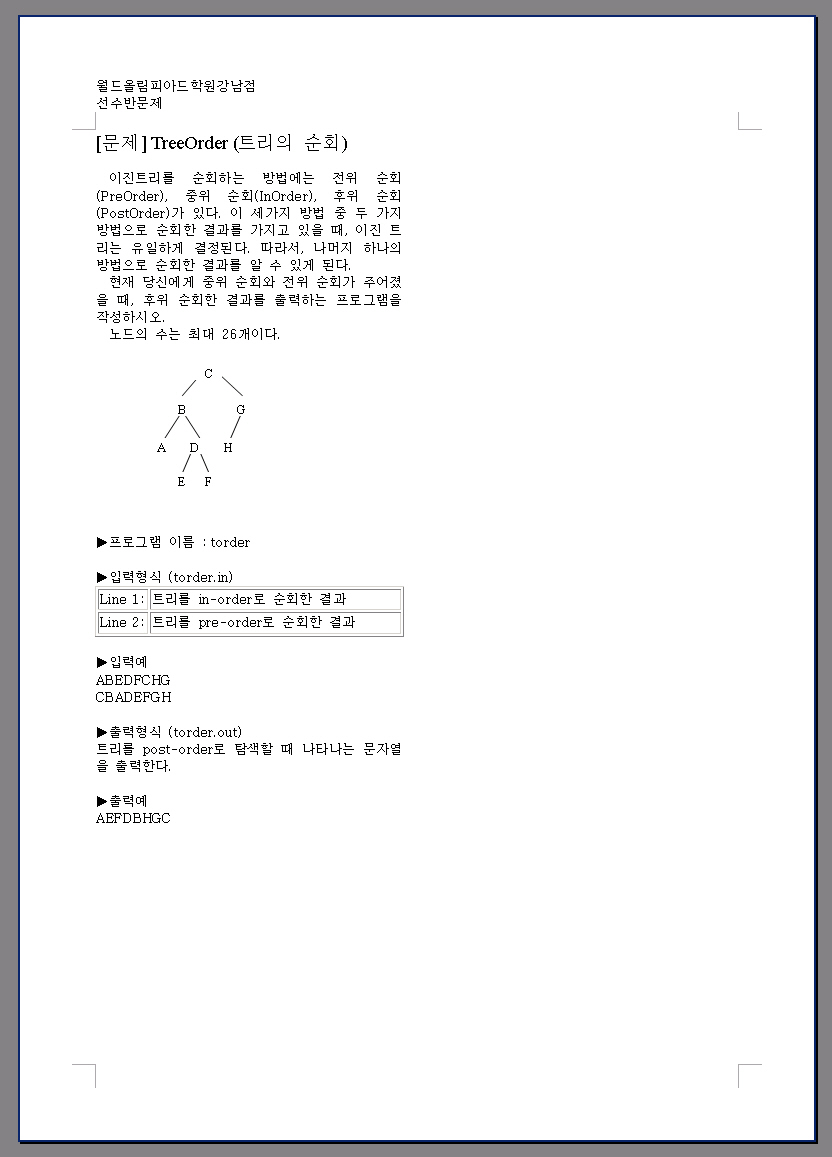 월드올림피아드학원강남점
선수반문제
[문제] TreeOrder (트리의 순회)
이진트리를 순회하는 방법에는 전위 순회
(PreOrder), 중위 순회(InOrder), 후위 순회
(PostOrder)가 있다. 이 세가지 방법 중 두 가지
방법으로 순회한 결과를 가지고 있을 때, 이진 트
리는 유일하게 결정된다. 따라서, 나머지 하나의
방법으로 순회한 결과를 알 수 있게 된다.
현재 당신에게 중위 순회와 전위 순회가 주어졌
을 때, 후위 순회한 결과를 출력하는 프로그램을
작성하시오.
노드의 수는 최대 26개이다.
C
B G
A D H
E F
▶프로그램 이름 : torder
▶입력형식 (torder.in)
Line 1: 트리를 in-order로 순회한 결과
Line 2: 트리를 pre-order로 순회한 결과
▶입력예
ABEDFCHG
CBADEFGH
▶출력형식 (torder.out)
트리를 post-order로 탐색할 때 나타나는 문자열
을 출력한다.
▶출력예
AEFDBHGC